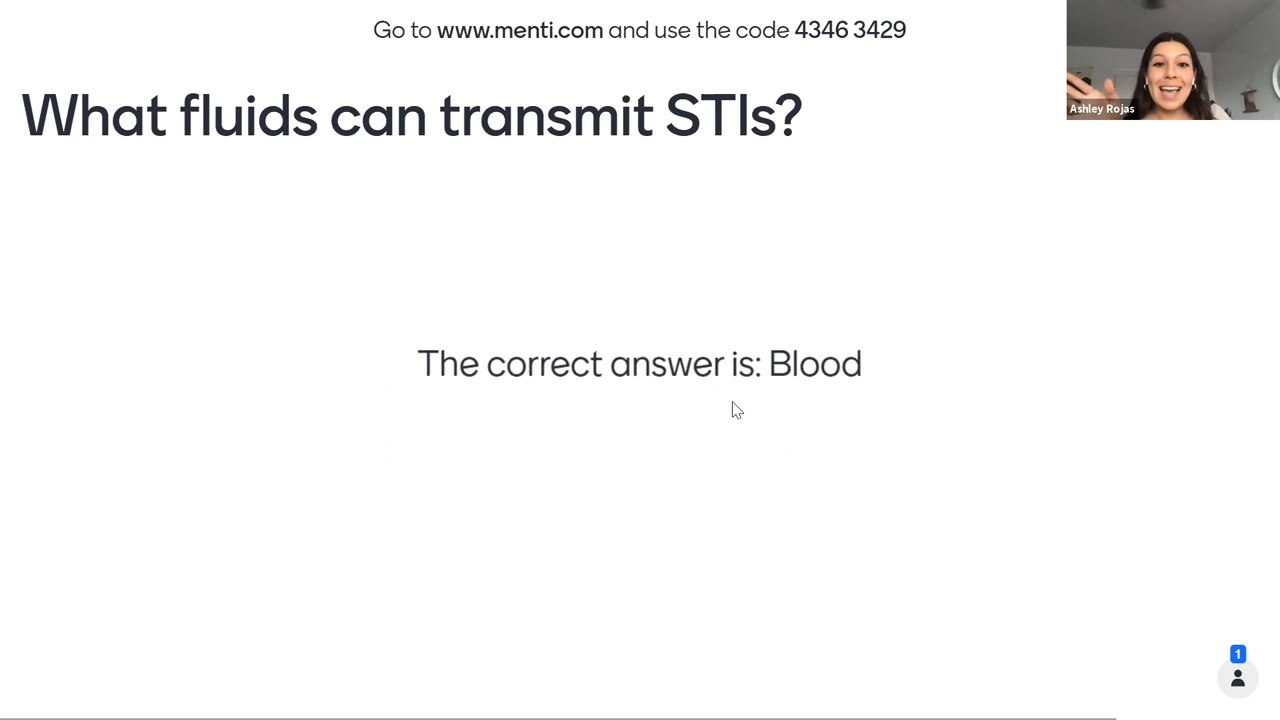 Go to www.menti.com and use the code 4346 3429
What fluids can transmit STIs?
Ashley Rojas
The correct answer is: Blood
1